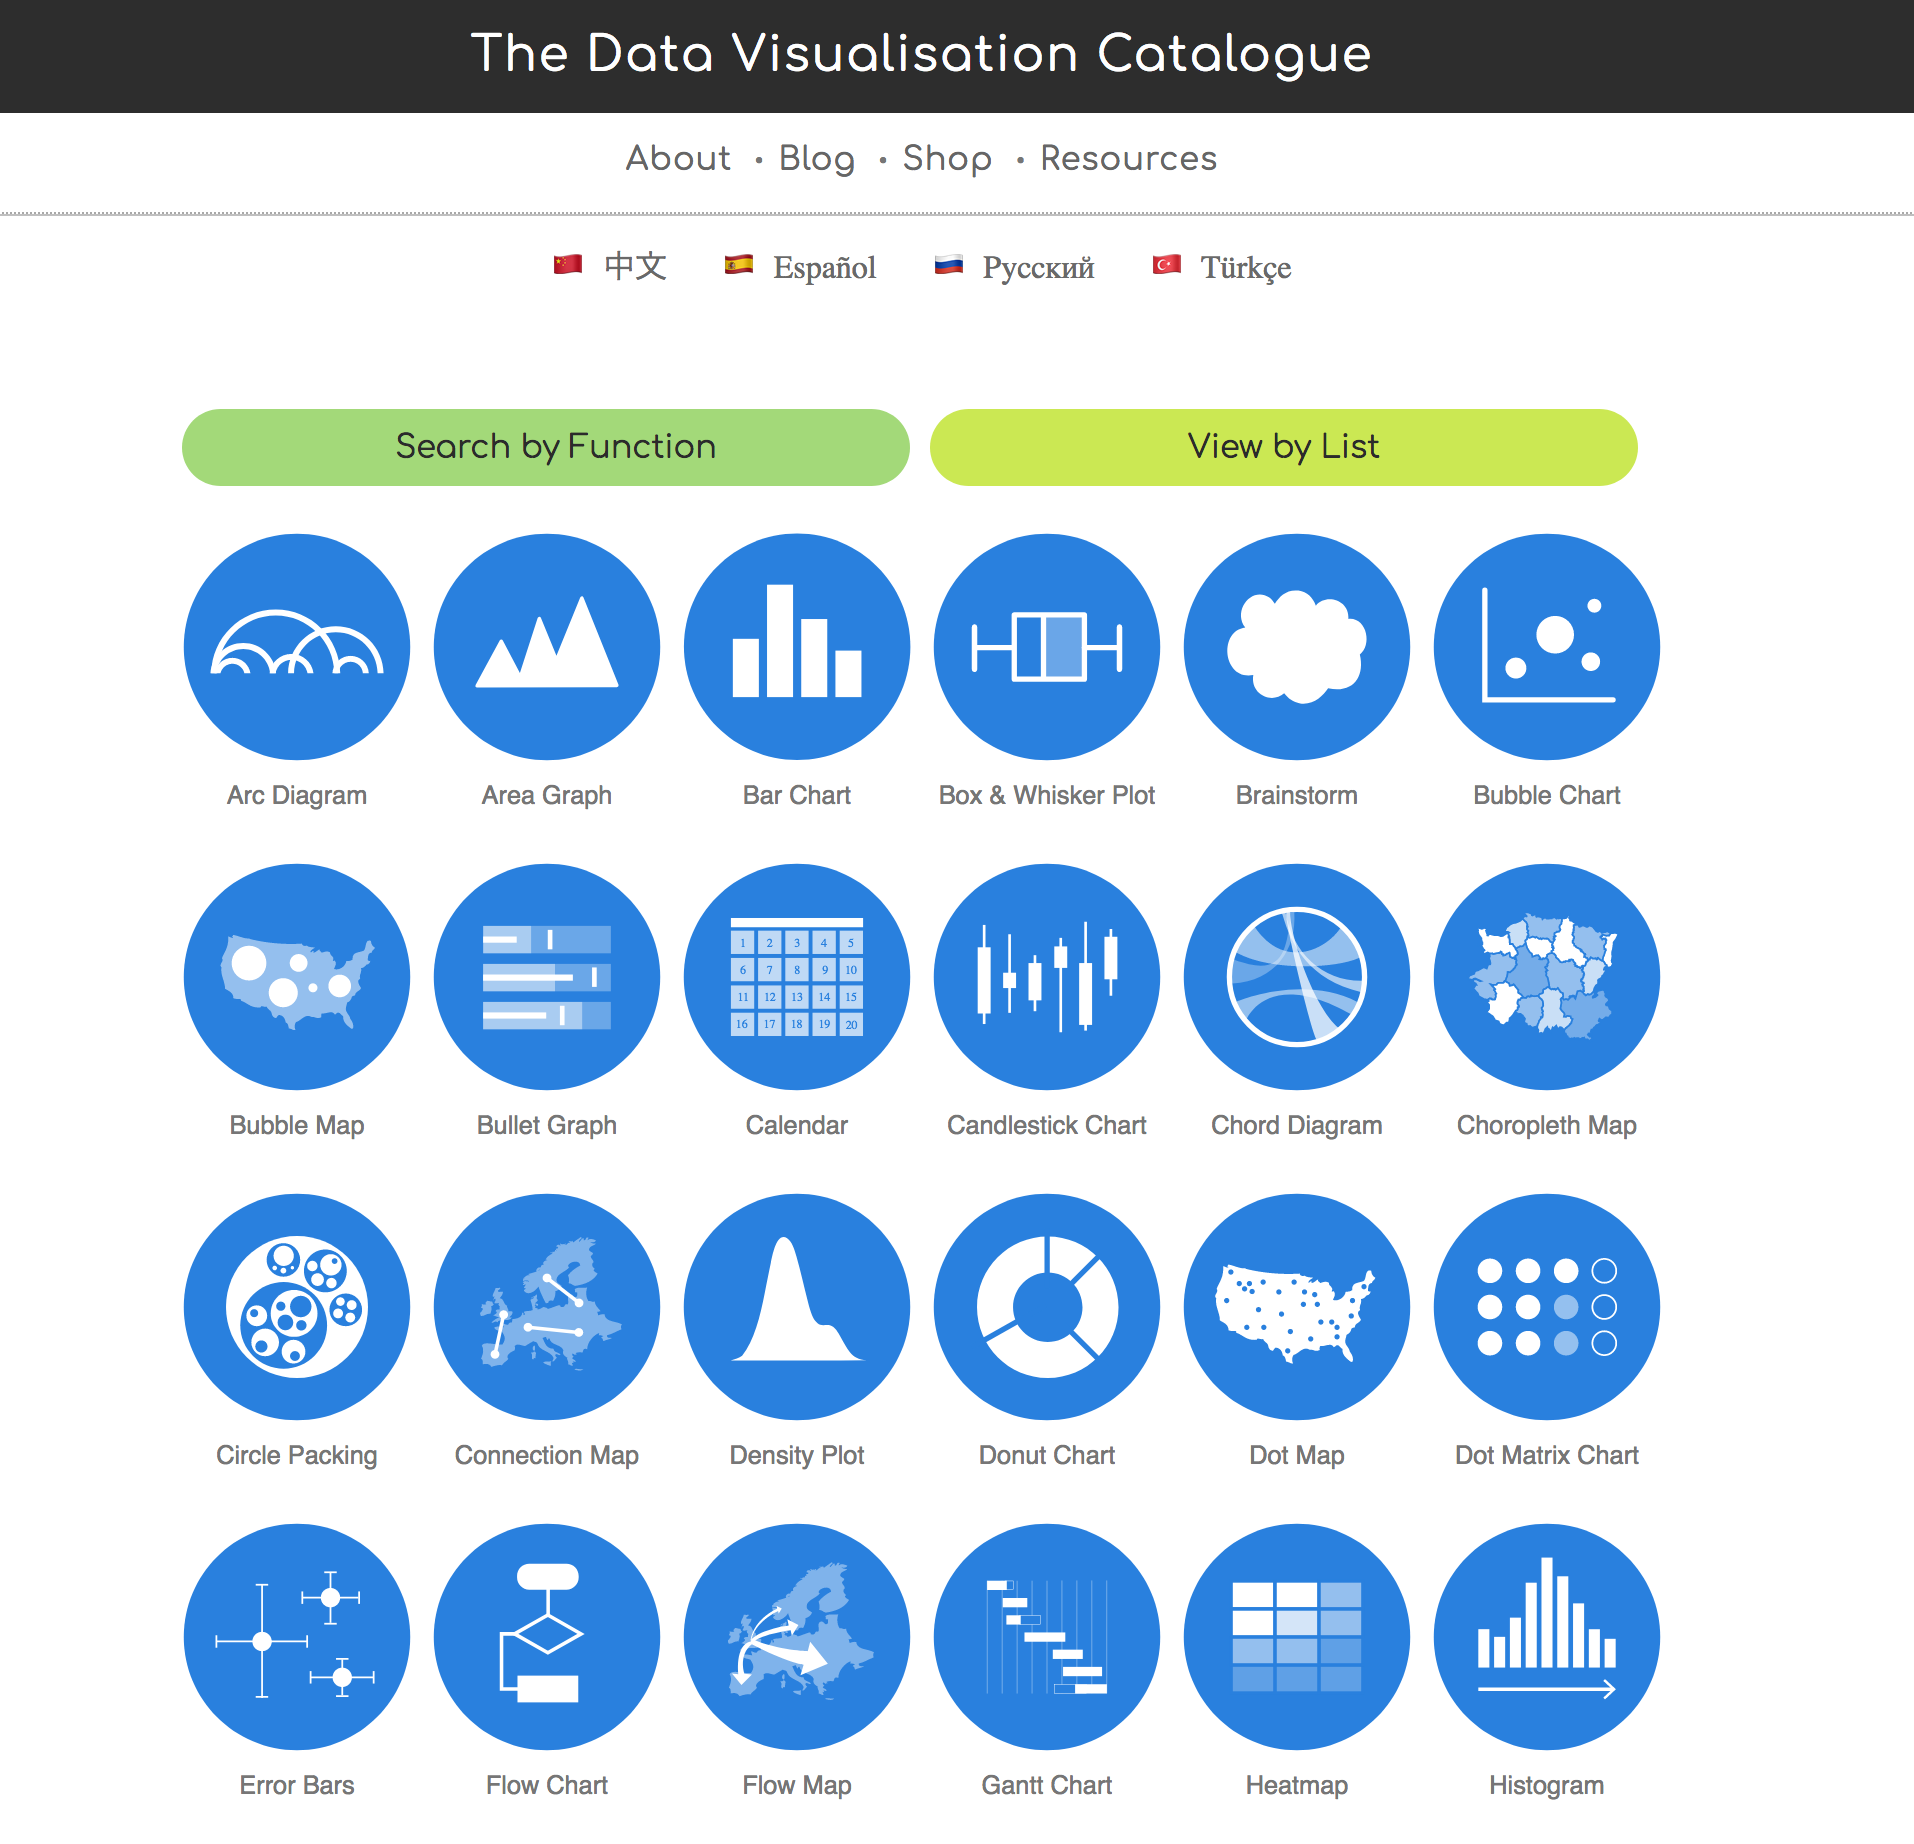 The Data Visualisation Catalogue
About • Blog • Shop • Resources
中文 Español Русский Türkçe
Search by Function View by List
Arc Diagram Area Graph Bar Chart Box & Whisker Plot Brainstorm Bubble Chart
1 2 3 4 5
6 7 8 9 10
11 12 13 14 15
16 17 18 19 20
Bubble Map Bullet Graph Calendar Candlestick Chart Chord Diagram Choropleth Map
Circle Packing Connection Map Density Plot Donut Chart Dot Map Dot Matrix Chart
Error Bars Flow Chart Flow Map Gantt Chart Heatmap Histogram